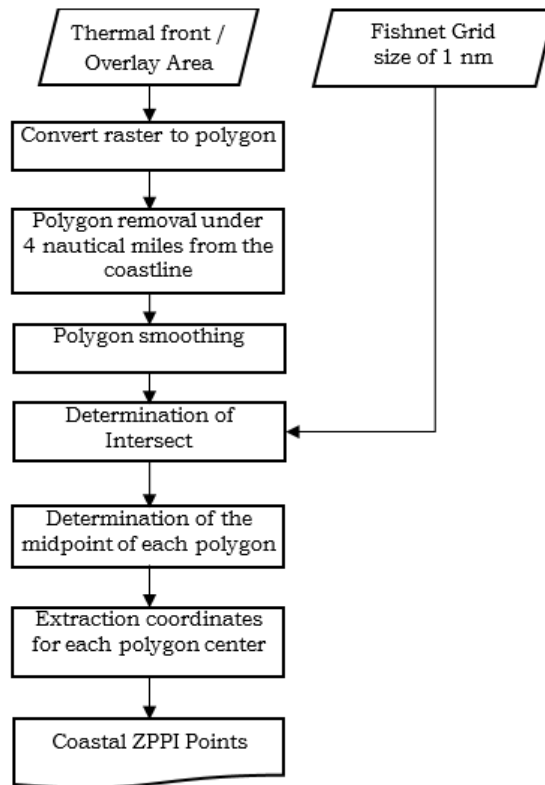 Thermal front /
Overlay Area
Fishnet Grid
size of 1 nm
Convert raster to polygon
Polygon removal under
4 nautical miles from the
coastline
Polygon smoothing
Determination of
Intersect
Determination of the
midpoint of each polygon
Extraction coordinates
for each polygon center
Coastal ZPPI Points